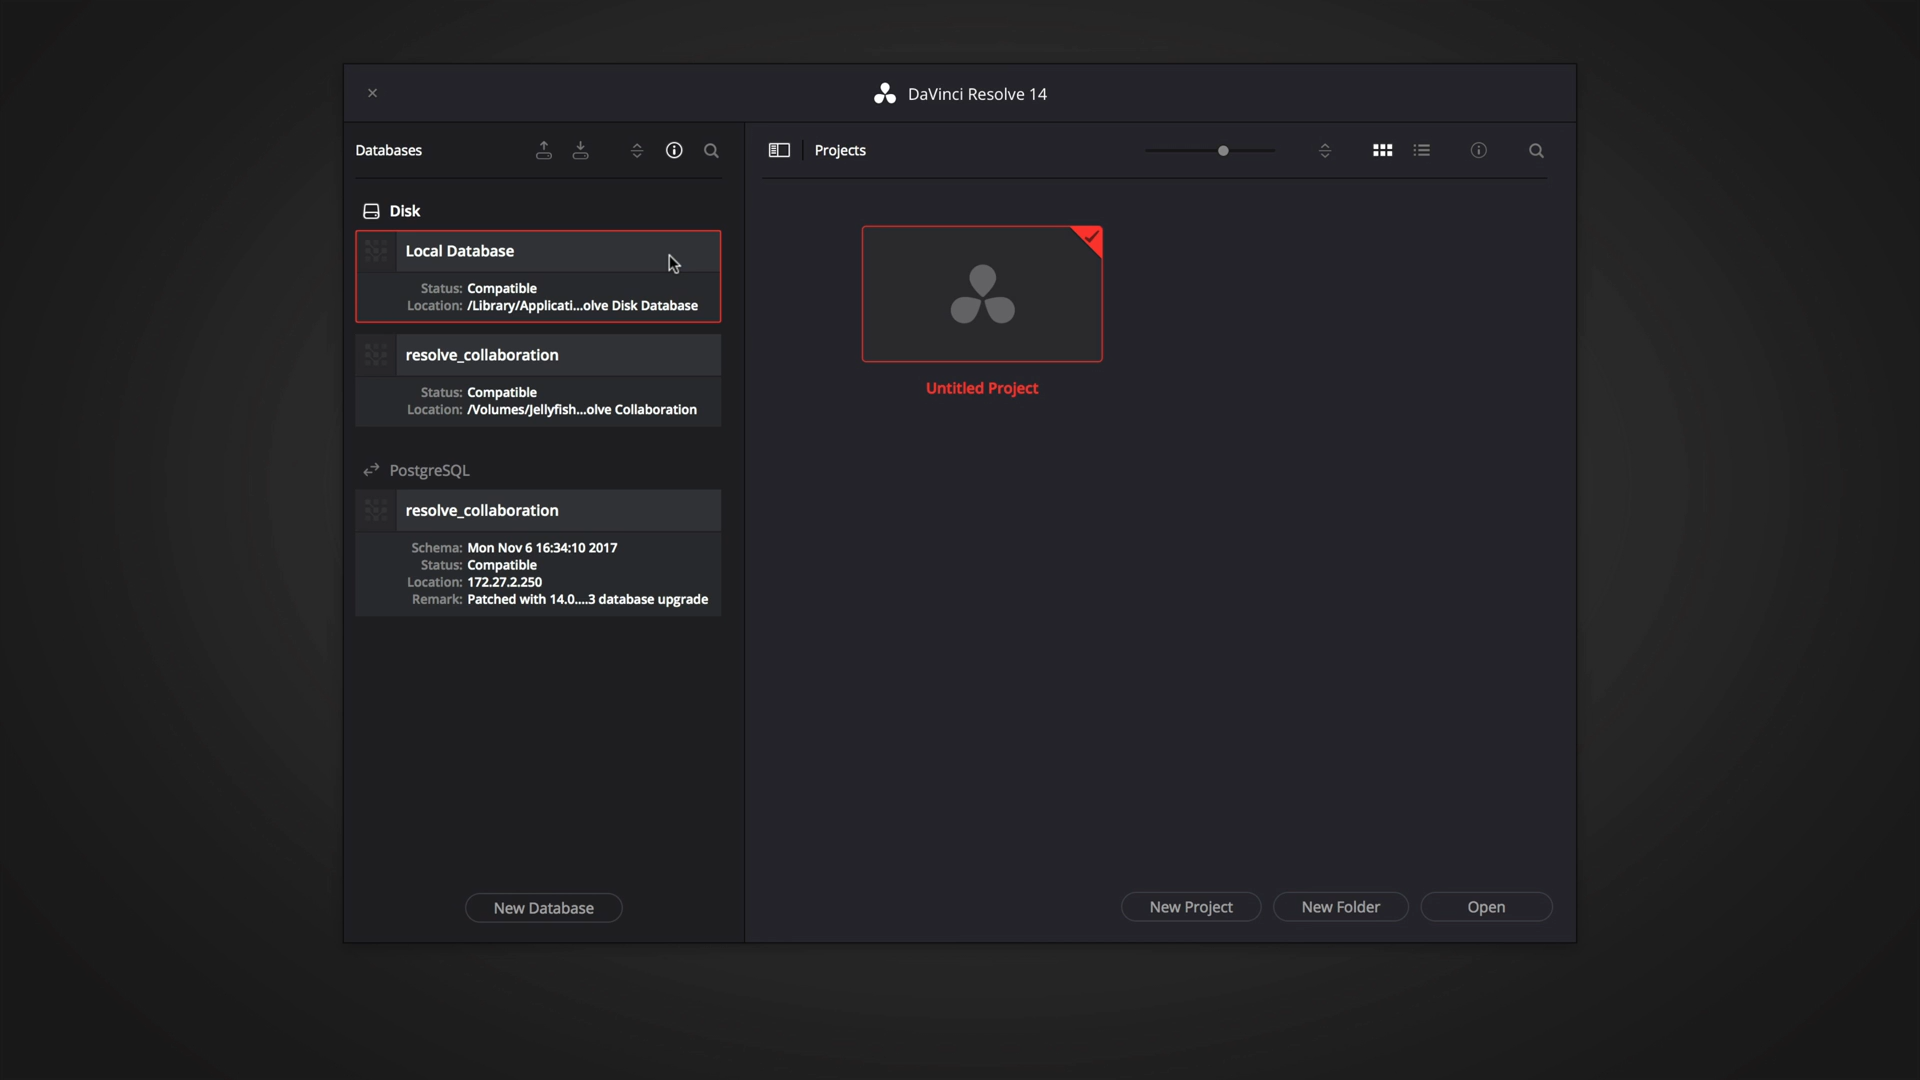 DaVinci Resolve 14
Databases
Projects
Disk
Local Database
Status: Compatible
Location: /Library/Applicati...olve Disk Database
resolve_collaboration
Status: Compatible
Location: /Volumes/Jellyfish...olve Collaboration
PostgreSQL
resolve_collaboration
Schema: Mon Nov 6 16:34:10 2017
Status: Compatible
Location: 172.27.2.250
Remark: Patched with 14.0....3 database upgrade
New Database
Untitled Project
New Project
New Folder
Open